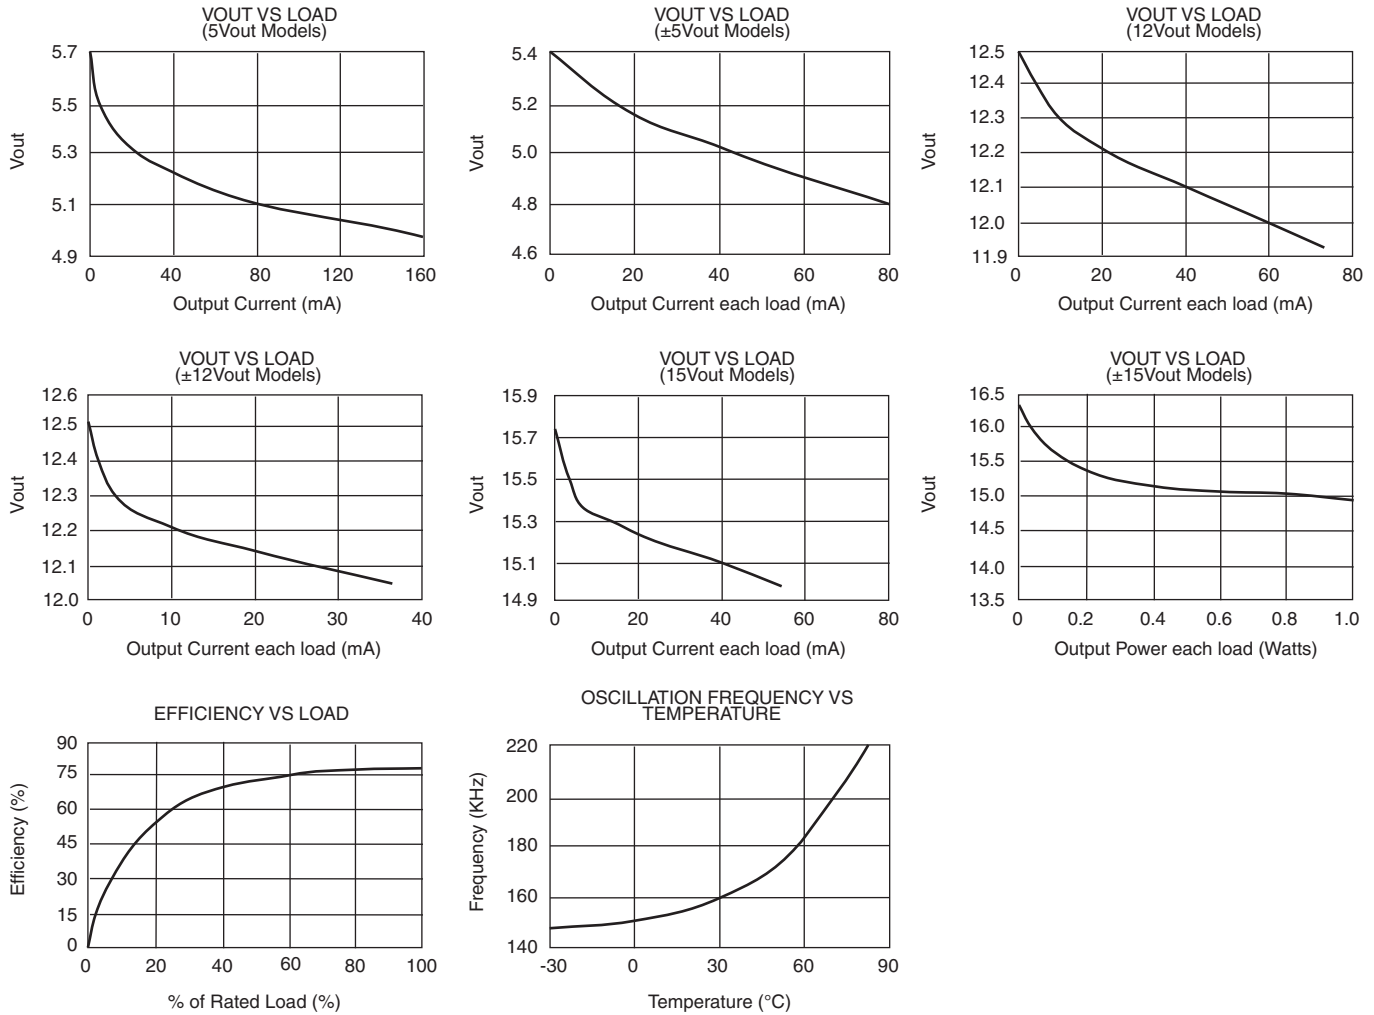 VOUT VS LOAD
(5Vout Models)
5.7
5.5
5.3
5.1
4.9
Vout
0 40 80 120 160
Output Current (mA)
VOUT VS LOAD
(±5Vout Models)
5.4
5.2
5.0
4.8
4.6
Vout
0 20 40 60 80
Output Current each load (mA)
VOUT VS LOAD
(12Vout Models)
12.5
12.4
12.3
12.2
12.1
12.0
11.9
Vout
0 20 40 60 80
Output Current each load (mA)
VOUT VS LOAD
(±12Vout Models)
12.6
12.5
12.4
12.3
12.2
12.1
12.0
Vout
0 10 20 30 40
Output Current each load (mA)
VOUT VS LOAD
(15Vout Models)
15.9
15.7
15.5
15.3
15.1
14.9
Vout
0 20 40 60 80
Output Current each load (mA)
VOUT VS LOAD
(±15Vout Models)
16.5
16.0
15.5
15.0
14.5
14.0
13.5
Vout
0 0.2 0.4 0.6 0.8 1.0
Output Power each load (Watts)
EFFICIENCY VS LOAD
90
75
60
45
30
15
0
Efficiency (%)
0 20 40 60 80 100
% of Rated Load (%)
OSCILLATION FREQUENCY VS
TEMPERATURE
220
200
180
160
140
Frequency (KHz)
-30 0 30 60 90
Temperature (°C)